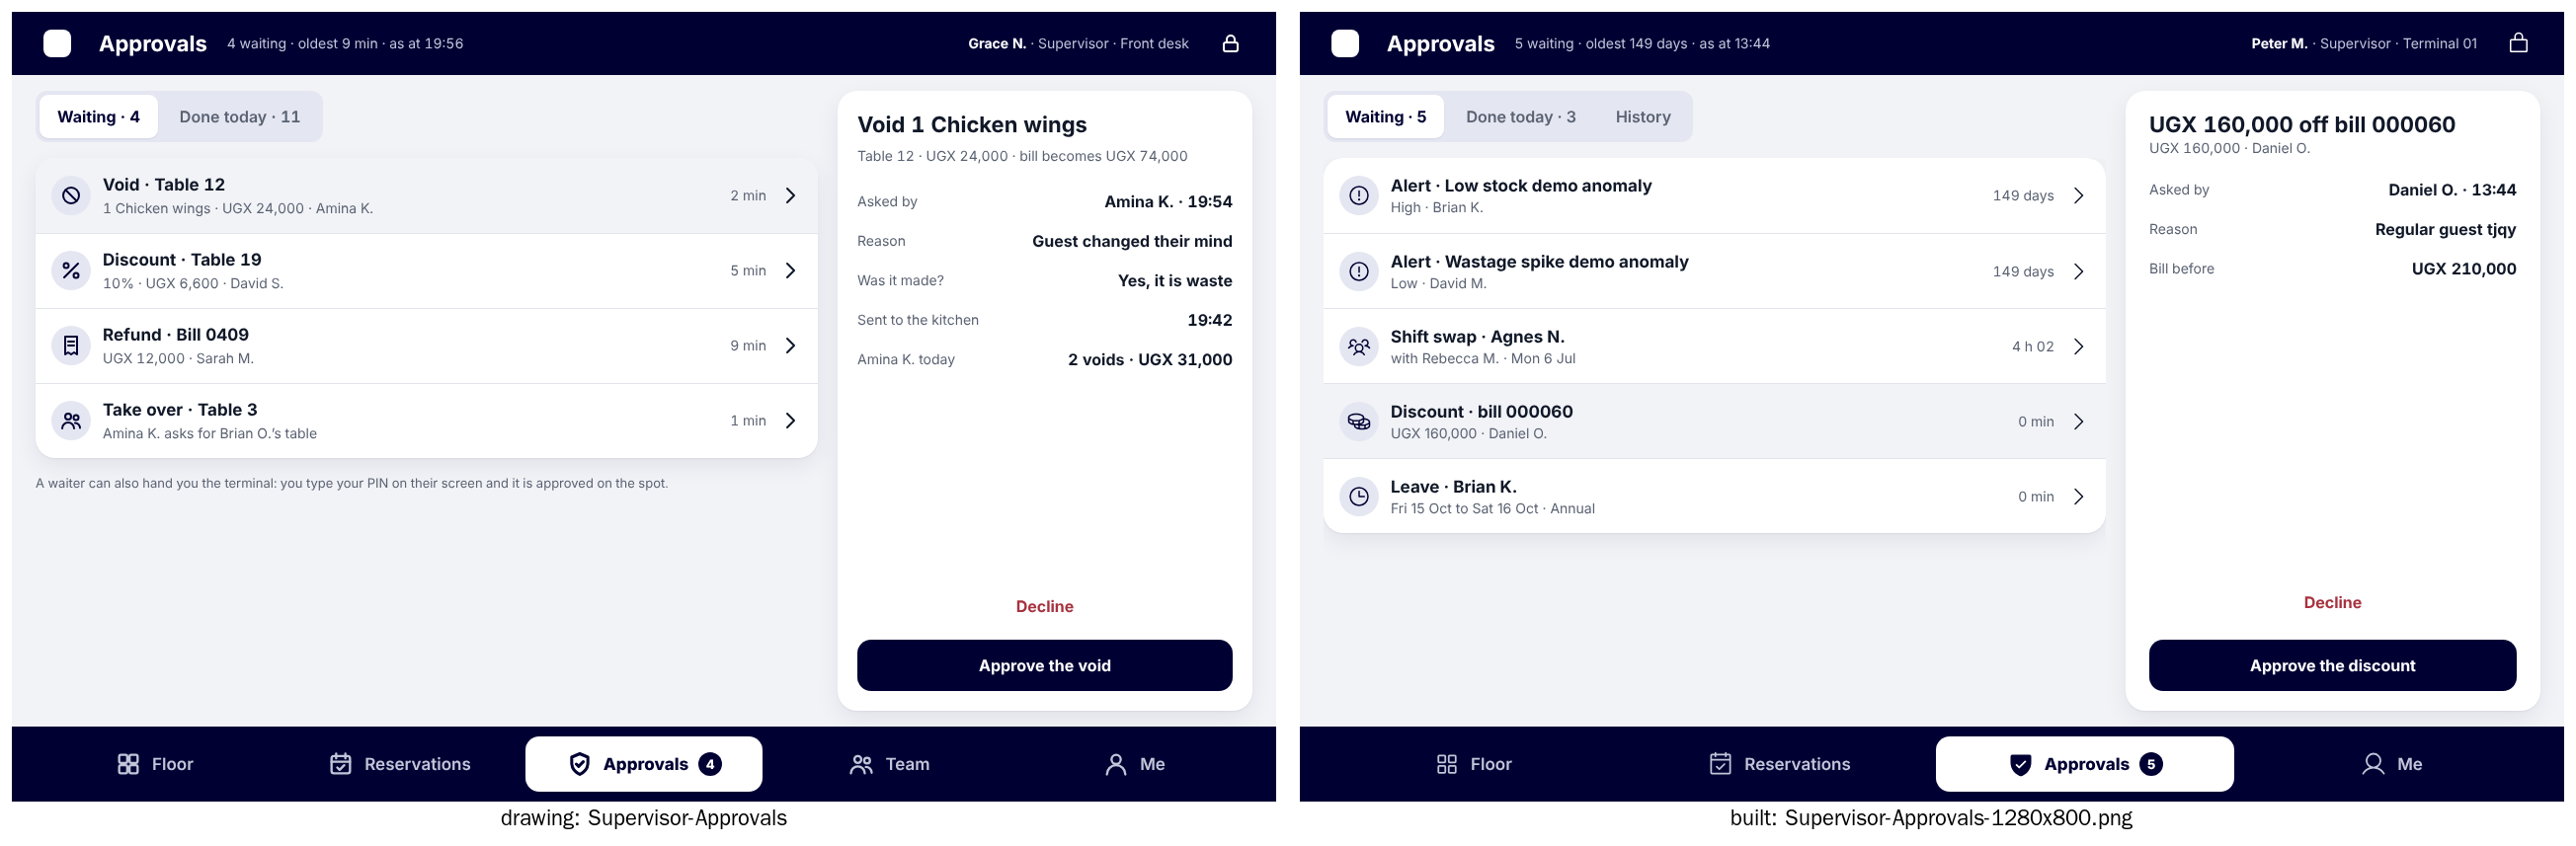 Approvals 4 waiting · oldest 9 min · as at 19:56 Grace N. · Supervisor · Front desk
Waiting · 4 Done today · 11
Void · Table 12
1 Chicken wings · UGX 24,000 · Amina K.
2 min
Discount · Table 19
10% · UGX 6,600 · David S.
5 min
Refund · Bill 0409
UGX 12,000 · Sarah M.
9 min
Take over · Table 3
Amina K. asks for Brian O.'s table
1 min
A waiter can also hand you the terminal: you type your PIN on their screen and it is approved on the spot.
Void 1 Chicken wings
Table 12 · UGX 24,000 · bill becomes UGX 74,000
Asked by Amina K. · 19:54
Reason Guest changed their mind
Was it made? Yes, it is waste
Sent to the kitchen 19:42
Amina K. today 2 voids · UGX 31,000
Decline
Approve the void
Floor Reservations Approvals 4 Team Me
drawing: Supervisor-Approvals
Approvals 5 waiting · oldest 149 days · as at 13:44 Peter M. · Supervisor · Terminal 01
Waiting · 5 Done today · 3 History
Alert · Low stock demo anomaly
High · Brian K.
149 days
Alert · Wastage spike demo anomaly
Low · David M.
149 days
Shift swap · Agnes N.
with Rebecca M. · Mon 6 Jul
4 h 02
Discount · bill 000060
UGX 160,000 · Daniel O.
0 min
Leave · Brian K.
Fri 15 Oct to Sat 16 Oct · Annual
0 min
UGX 160,000 off bill 000060
UGX 160,000 · Daniel O.
Asked by Daniel O. · 13:44
Reason Regular guest tjqy
Bill before UGX 210,000
Decline
Approve the discount
Floor Reservations Approvals 5 Me
built: Supervisor-Approvals-1280x800.png